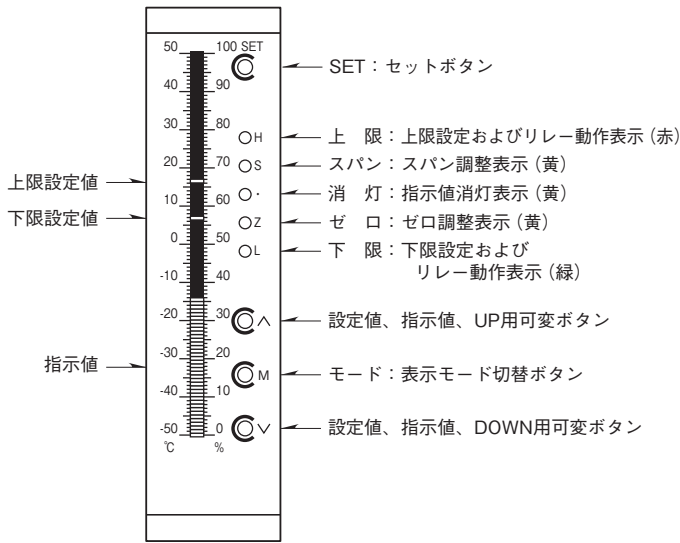 50 100 SET
SET：セットボタン
40 90
30 80
H
上　限：上限設定およびリレー動作表示（赤）
20 70
S
スパン：スパン調整表示（黄）
上限設定値
・
消　灯：指示値消灯表示（黄）
10 60
下限設定値
Z
ゼ　ロ：ゼロ調整表示（黄）
0 50
L
下　限：下限設定および
リレー動作表示（緑）
-10 40
-20 30
設定値、指示値、UP用可変ボタン
-30 20
指示値
M
モード：表示モード切替ボタン
-40 10
-50 0
設定値、指示値、DOWN用可変ボタン
℃ %